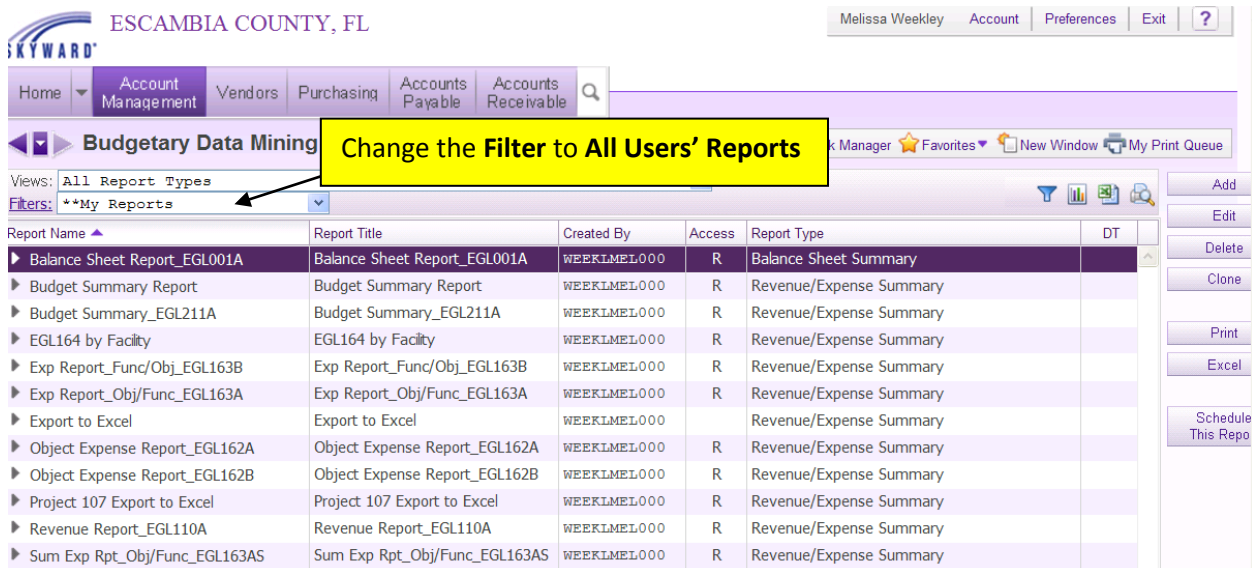 ESCAMBIA COUNTY, FL
SKYWARD
Melissa Weekley Account Preferences Exit ?
Home Account Management Vendors Purchasing Accounts Payable Accounts Receivable
Budgetary Data Mining
Change the Filter to All Users’ Reports
k Manager Favorites New Window My Print Queue
Views: All Report Types
Filters: **My Reports
Report Name Report Title Created By Access Report Type DT
Balance Sheet Report_EGL001A Balance Sheet Report_EGL001A WEEKLMEL000 R Balance Sheet Summary
Budget Summary Report Budget Summary Report WEEKLMEL000 R Revenue/Expense Summary
Budget Summary_EGL211A Budget Summary_EGL211A WEEKLMEL000 R Revenue/Expense Summary
EGL164 by Facility EGL164 by Facility WEEKLMEL000 R Revenue/Expense Summary
Exp Report_Func/Obj_EGL163B Exp Report_Func/Obj_EGL163B WEEKLMEL000 R Revenue/Expense Summary
Exp Report_Obj/Func_EGL163A Exp Report_Obj/Func_EGL163A WEEKLMEL000 R Revenue/Expense Summary
Export to Excel Export to Excel WEEKLMEL000 Revenue/Expense Summary
Object Expense Report_EGL162A Object Expense Report_EGL162A WEEKLMEL000 R Revenue/Expense Summary
Object Expense Report_EGL162B Object Expense Report_EGL162B WEEKLMEL000 R Revenue/Expense Summary
Project 107 Export to Excel Project 107 Export to Excel WEEKLMEL000 R Revenue/Expense Summary
Revenue Report_EGL110A Revenue Report_EGL110A WEEKLMEL000 R Revenue/Expense Summary
Sum Exp Rpt_Obj/Func_EGL163AS Sum Exp Rpt_Obj/Func_EGL163AS WEEKLMEL000 R Revenue/Expense Summary
Add
Edit
Delete
Clone
Print
Excel
Schedule
This Repo